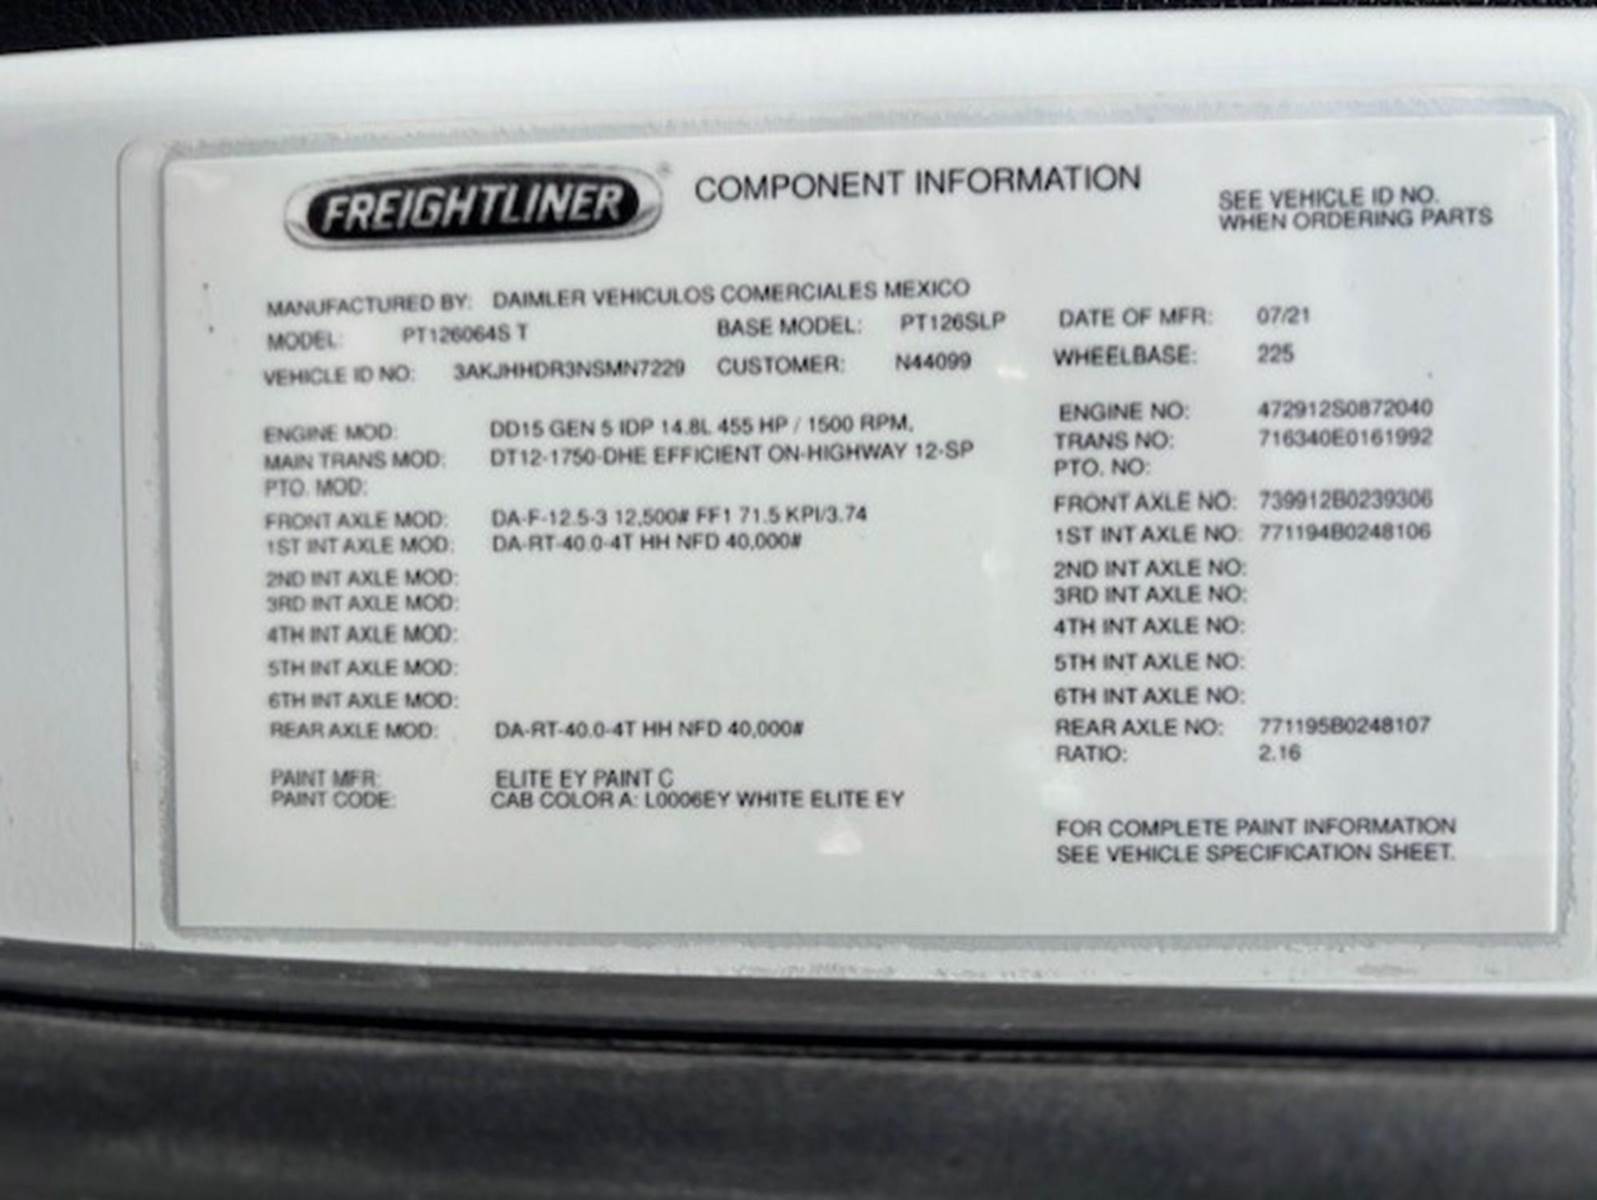 FREIGHTLINER ® COMPONENT INFORMATION
SEE VEHICLE ID NO.
WHEN ORDERING PARTS
MANUFACTURED BY: DAIMLER VEHICULOS COMERCIALES MEXICO
MODEL: PT126064S T BASE MODEL: PT126SLP DATE OF MFR: 07/21
VEHICLE ID NO: 3AKJHHDR3NSMN7229 CUSTOMER: N44099 WHEELBASE: 225
ENGINE MOD: DD15 GEN 5 IDP 14.8L 455 HP / 1500 RPM, ENGINE NO: 472912S0872040
MAIN TRANS MOD: DT12-1750-DHE EFFICIENT ON-HIGHWAY 12-SP TRANS NO: 716340E0161992
PTO. MOD: PTO. NO:
FRONT AXLE MOD: DA-F-12.5-3 12,500# FF1 71.5 KPI/3.74 FRONT AXLE NO: 739912B0239306
1ST INT AXLE MOD: DA-RT-40.0-4T HH NFD 40,000# 1ST INT AXLE NO: 771194B0248106
2ND INT AXLE MOD: 2ND INT AXLE NO:
3RD INT AXLE MOD: 3RD INT AXLE NO:
4TH INT AXLE MOD: 4TH INT AXLE NO:
5TH INT AXLE MOD: 5TH INT AXLE NO:
6TH INT AXLE MOD: 6TH INT AXLE NO:
REAR AXLE MOD: DA-RT-40.0-4T HH NFD 40,000# REAR AXLE NO: 771195B0248107
RATIO: 2.16
PAINT MFR: ELITE EY PAINT C
PAINT CODE: CAB COLOR A: L0006EY WHITE ELITE EY
FOR COMPLETE PAINT INFORMATION
SEE VEHICLE SPECIFICATION SHEET.